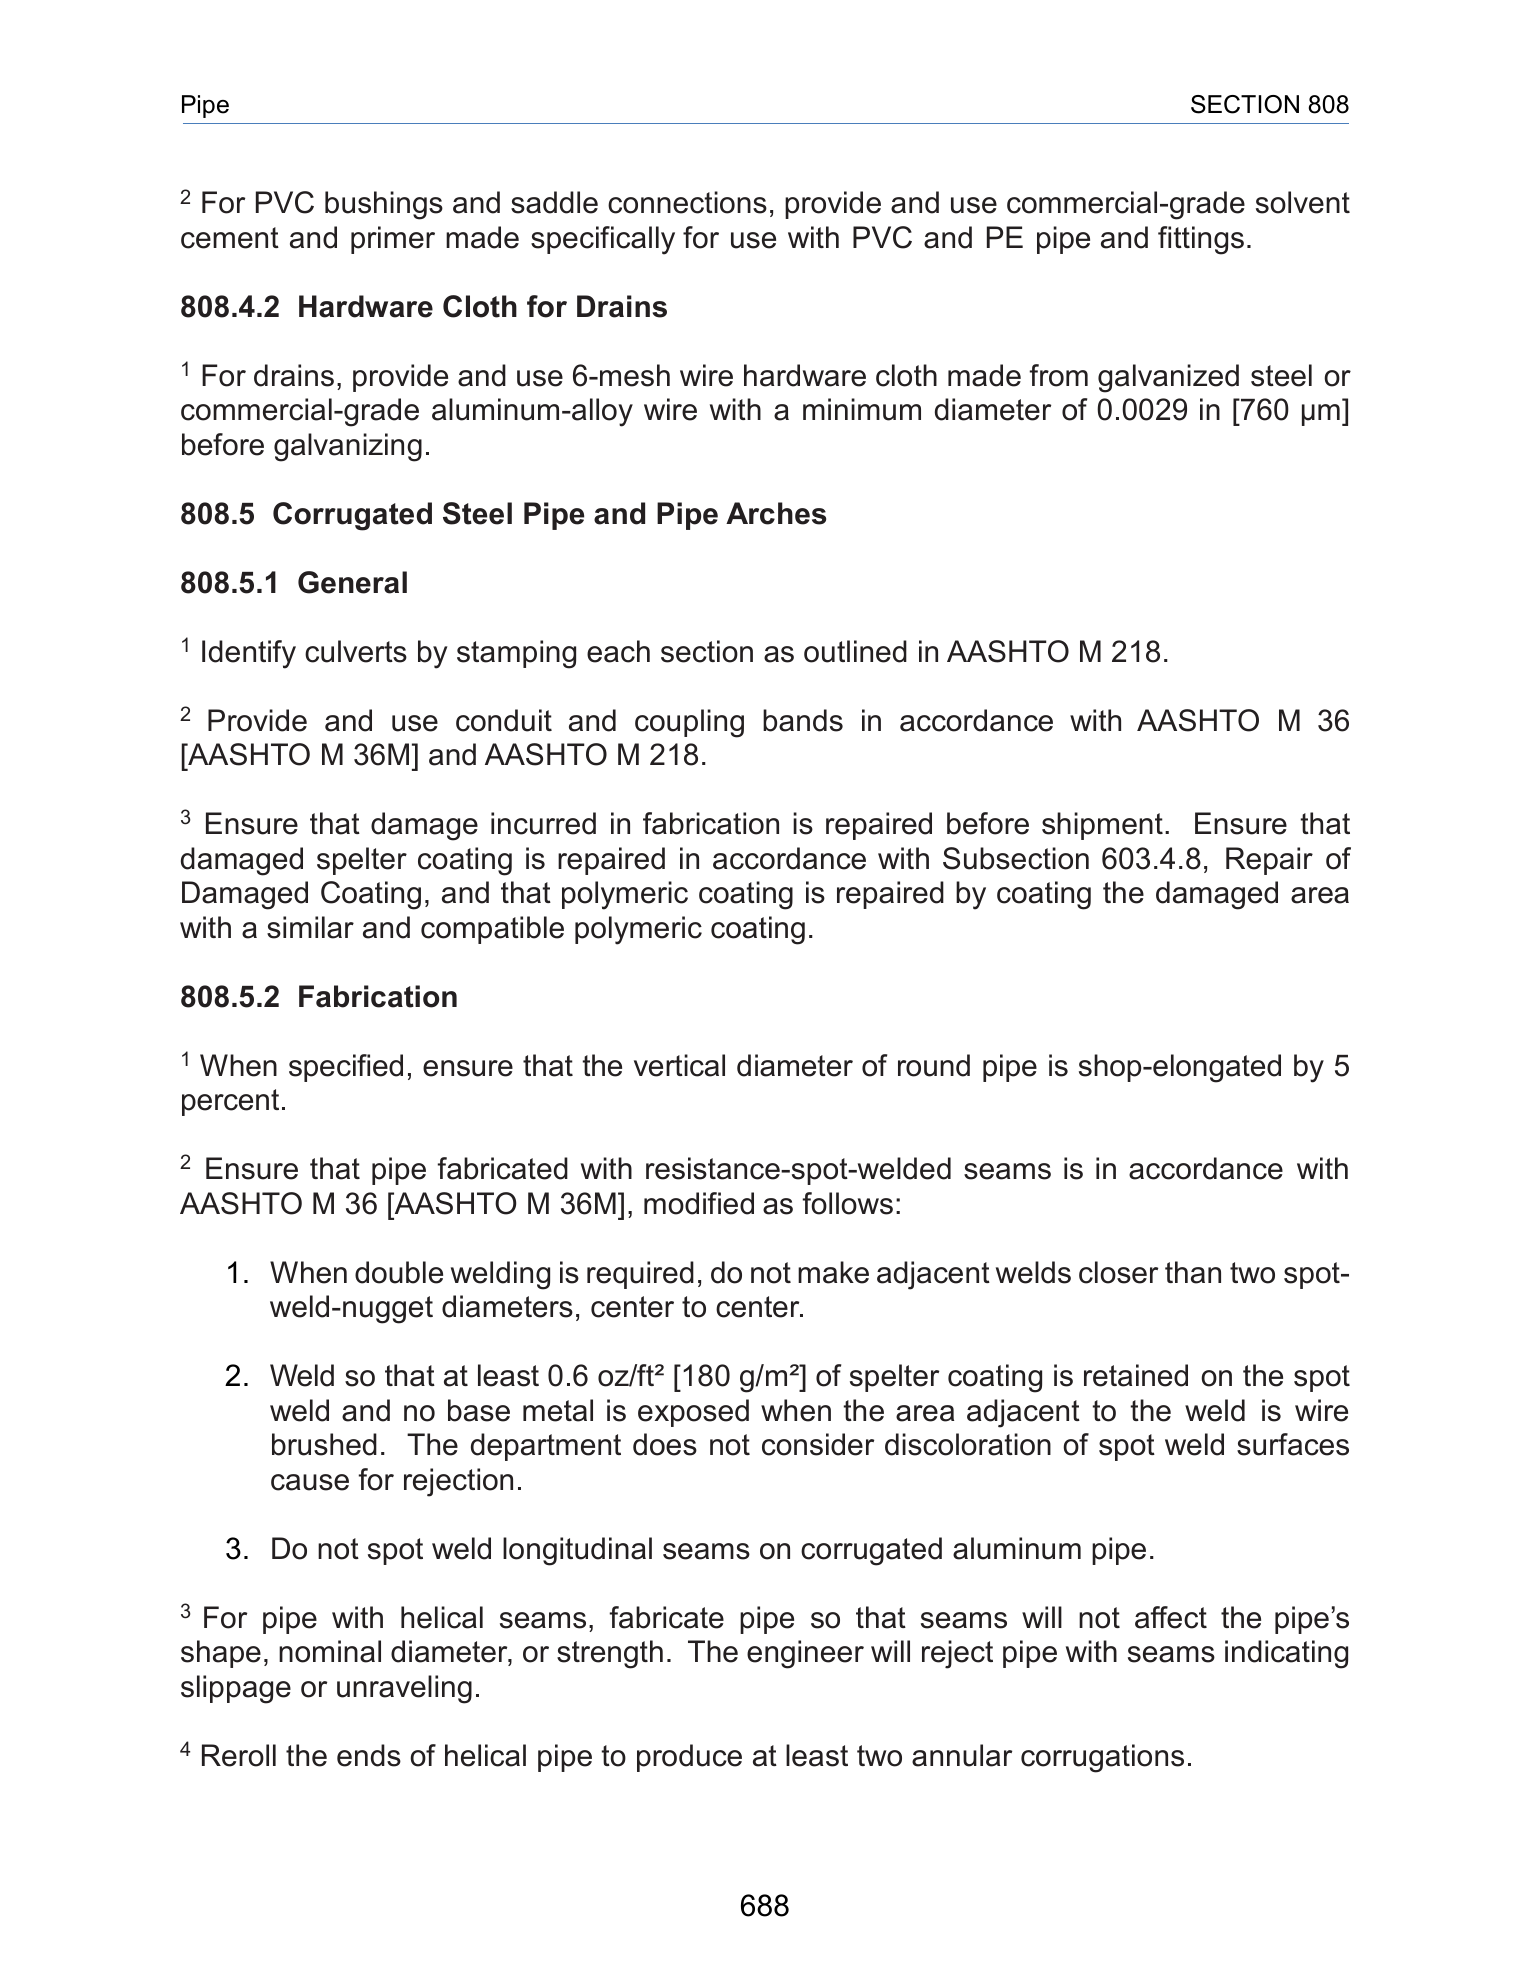 Pipe SECTION 808
² For PVC bushings and saddle connections, provide and use commercial-grade solvent
cement and primer made specifically for use with PVC and PE pipe and fittings.
808.4.2 Hardware Cloth for Drains
¹ For drains, provide and use 6-mesh wire hardware cloth made from galvanized steel or
commercial-grade aluminum-alloy wire with a minimum diameter of 0.0029 in [760 µm]
before galvanizing.
808.5 Corrugated Steel Pipe and Pipe Arches
808.5.1 General
¹ Identify culverts by stamping each section as outlined in AASHTO M 218.
² Provide and use conduit and coupling bands in accordance with AASHTO M 36
[AASHTO M 36M] and AASHTO M 218.
³ Ensure that damage incurred in fabrication is repaired before shipment. Ensure that
damaged spelter coating is repaired in accordance with Subsection 603.4.8, Repair of
Damaged Coating, and that polymeric coating is repaired by coating the damaged area
with a similar and compatible polymeric coating.
808.5.2 Fabrication
¹ When specified, ensure that the vertical diameter of round pipe is shop-elongated by 5
percent.
² Ensure that pipe fabricated with resistance-spot-welded seams is in accordance with
AASHTO M 36 [AASHTO M 36M], modified as follows:
1. When double welding is required, do not make adjacent welds closer than two spot-
weld-nugget diameters, center to center.
2. Weld so that at least 0.6 oz/ft² [180 g/m²] of spelter coating is retained on the spot
weld and no base metal is exposed when the area adjacent to the weld is wire
brushed. The department does not consider discoloration of spot weld surfaces
cause for rejection.
3. Do not spot weld longitudinal seams on corrugated aluminum pipe.
³ For pipe with helical seams, fabricate pipe so that seams will not affect the pipe’s
shape, nominal diameter, or strength. The engineer will reject pipe with seams indicating
slippage or unraveling.
⁴ Reroll the ends of helical pipe to produce at least two annular corrugations.
688